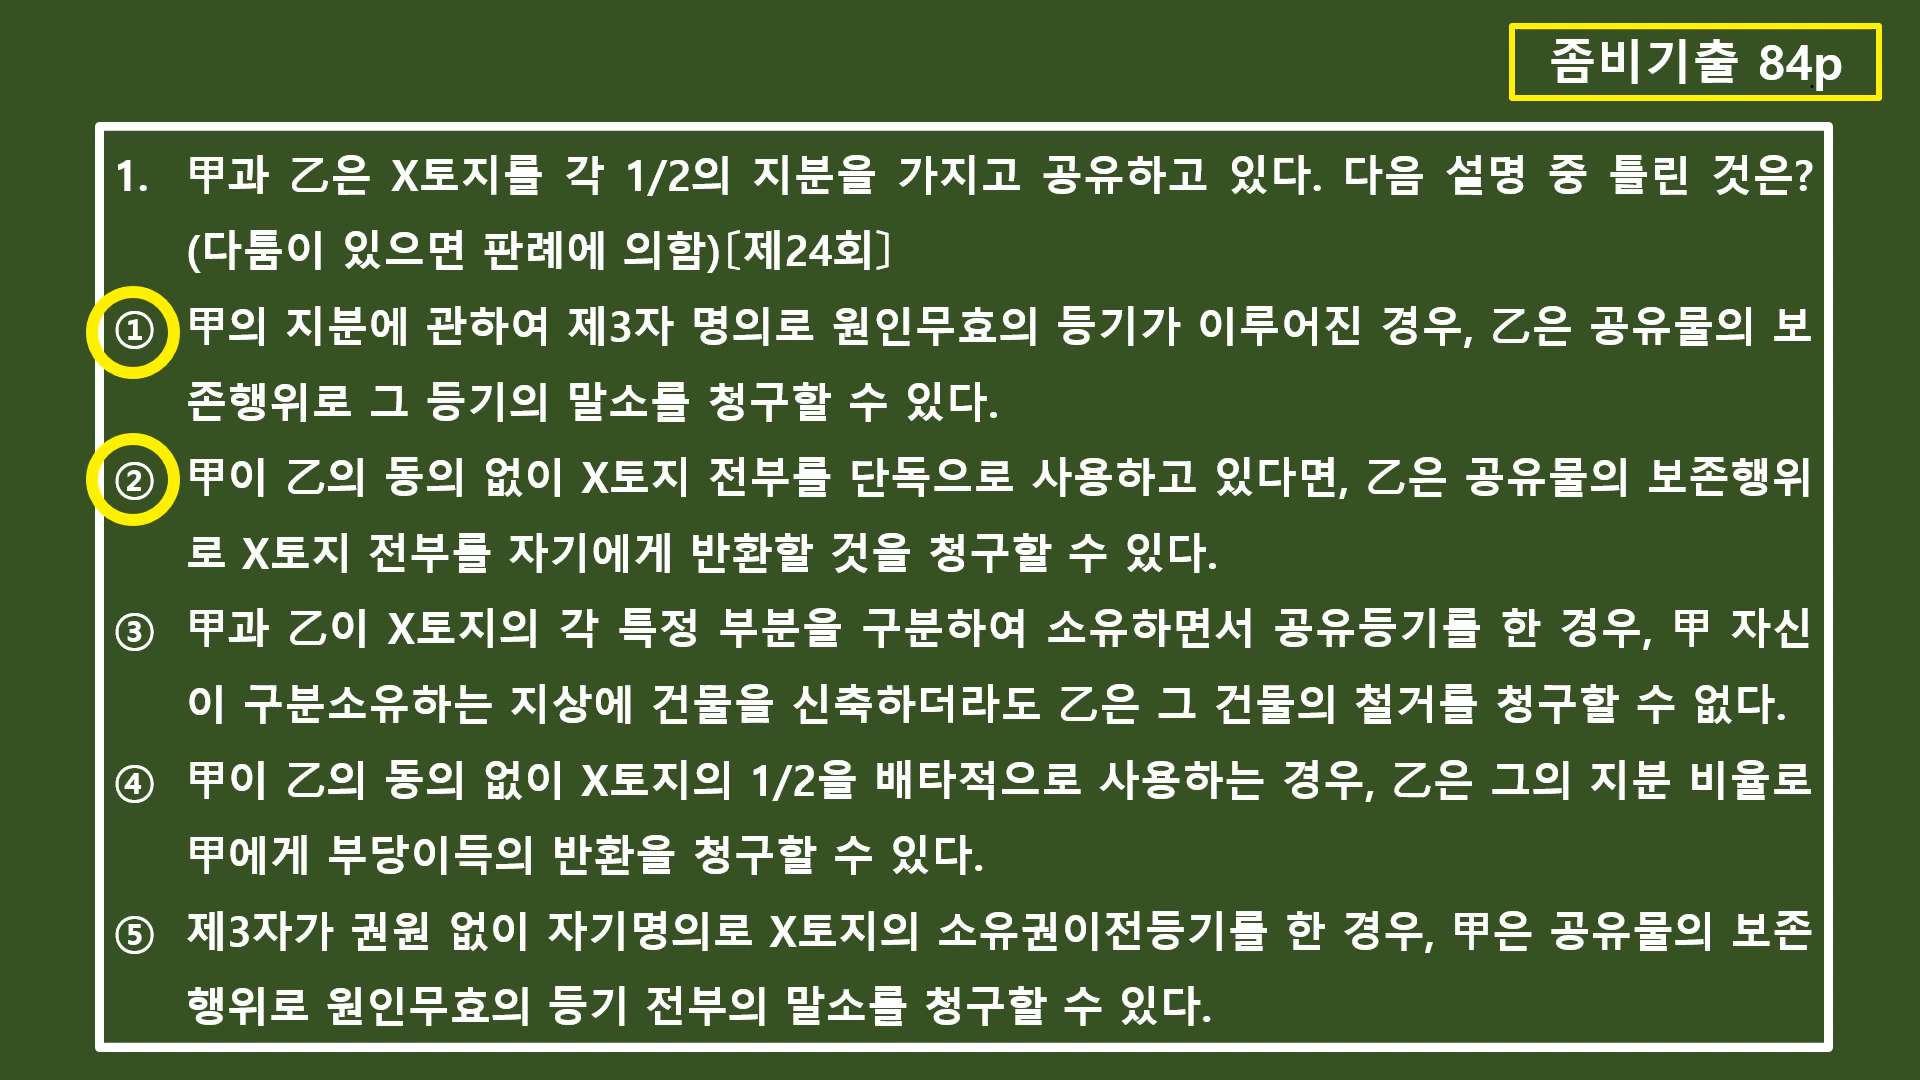 좀비기출 84p
1. 甲과 乙은 X토지를 각 1/2의 지분을 가지고 공유하고 있다. 다음 설명 중 틀린 것은?
(다툼이 있으면 판례에 의함)〔제24회〕
① 甲의 지분에 관하여 제3자 명의로 원인무효의 등기가 이루어진 경우, 乙은 공유물의 보
존행위로 그 등기의 말소를 청구할 수 있다.
② 甲이 乙의 동의 없이 X토지 전부를 단독으로 사용하고 있다면, 乙은 공유물의 보존행위
로 X토지 전부를 자기에게 반환할 것을 청구할 수 있다.
③ 甲과 乙이 X토지의 각 특정 부분을 구분하여 소유하면서 공유등기를 한 경우, 甲 자신
이 구분소유하는 지상에 건물을 신축하더라도 乙은 그 건물의 철거를 청구할 수 없다.
④ 甲이 乙의 동의 없이 X토지의 1/2을 배타적으로 사용하는 경우, 乙은 그의 지분 비율로
甲에게 부당이득의 반환을 청구할 수 있다.
⑤ 제3자가 권원 없이 자기명의로 X토지의 소유권이전등기를 한 경우, 甲은 공유물의 보존
행위로 원인무효의 등기 전부의 말소를 청구할 수 있다.